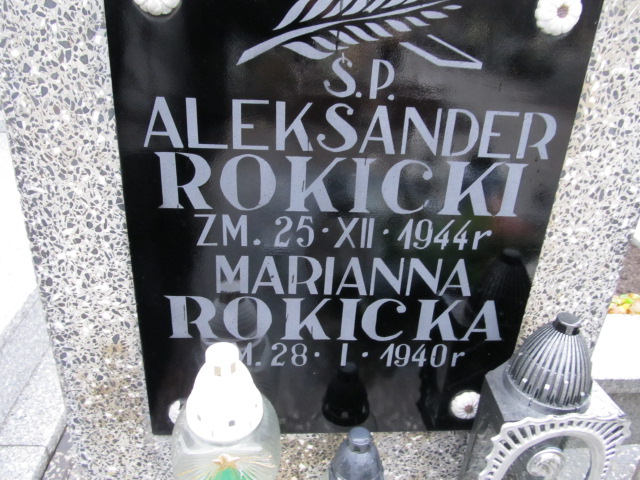 Ś.P.
ALEKSANDER
ROKICKI
ZM. 25·XII·1944r
MARIANNA
ROKICKA
28·I·1940r